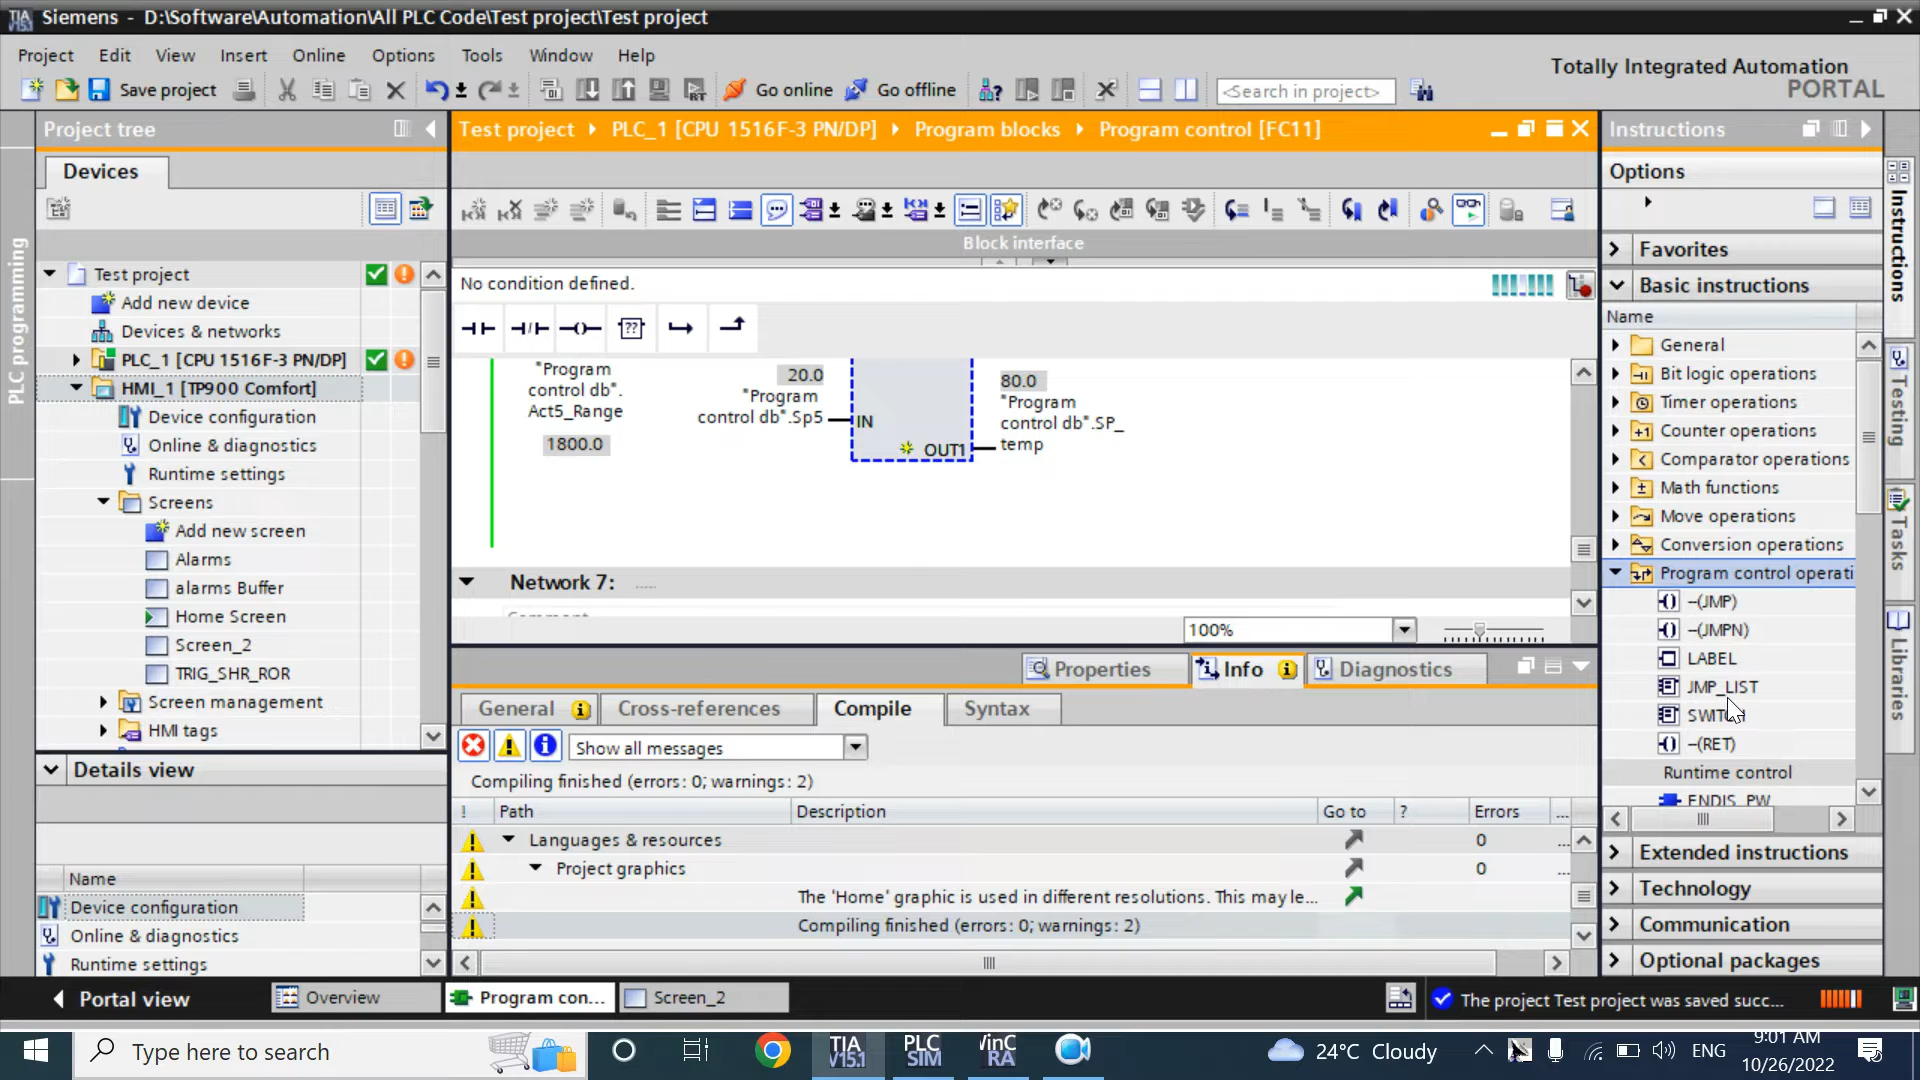 TIA V15.1 Siemens - D:\Software\Automation\All PLC Code\Test project\Test project
Project Edit View Insert Online Options Tools Window Help
Totally Integrated Automation
PORTAL
Save project
Go online
Go offline
<Search in project>
Project tree
Test project
PLC_1 [CPU 1516F-3 PN/DP]
Program blocks
Program control [FC11]
Instructions
Devices
Options
Block interface
PLC programming
Test project
Add new device
Devices & networks
PLC_1 [CPU 1516F-3 PN/DP]
HMI_1 [TP900 Comfort]
Device configuration
Online & diagnostics
Runtime settings
Screens
Add new screen
Alarms
alarms Buffer
Home Screen
Screen_2
TRIG_SHR_ROR
Screen management
HMI tags
Details view
Name
Device configuration
Online & diagnostics
Runtime settings
No condition defined.
??
"Program
control db".
Act5_Range
1800.0
20.0
"Program
control db".Sp5
IN
OUT1
80.0
"Program
control db".SP_
temp
Network 7: .....
Comment
100%
Properties
Info
Diagnostics
General
Cross-references
Compile
Syntax
Show all messages
Compiling finished (errors: 0; warnings: 2)
! Path Description Go to ? Errors ...
Languages & resources 0 ...
Project graphics 0 ...
The 'Home' graphic is used in different resolutions. This may le...
Compiling finished (errors: 0; warnings: 2)
Favorites
Basic instructions
Name
General
Bit logic operations
Timer operations
Counter operations
Comparator operations
Math functions
Move operations
Conversion operations
Program control operati
–(JMP)
–(JMPN)
LABEL
JMP_LIST
SWITCH
–(RET)
Runtime control
ENDIS_PW
Extended instructions
Technology
Communication
Optional packages
Instructions
Testing
Tasks
Libraries
Portal view
Overview
Program con...
Screen_2
The project Test project was saved succ...
Type here to search
TIA V15.1
PLC SIM
WinC RA
24°C Cloudy
ENG
9:01 AM
10/26/2022